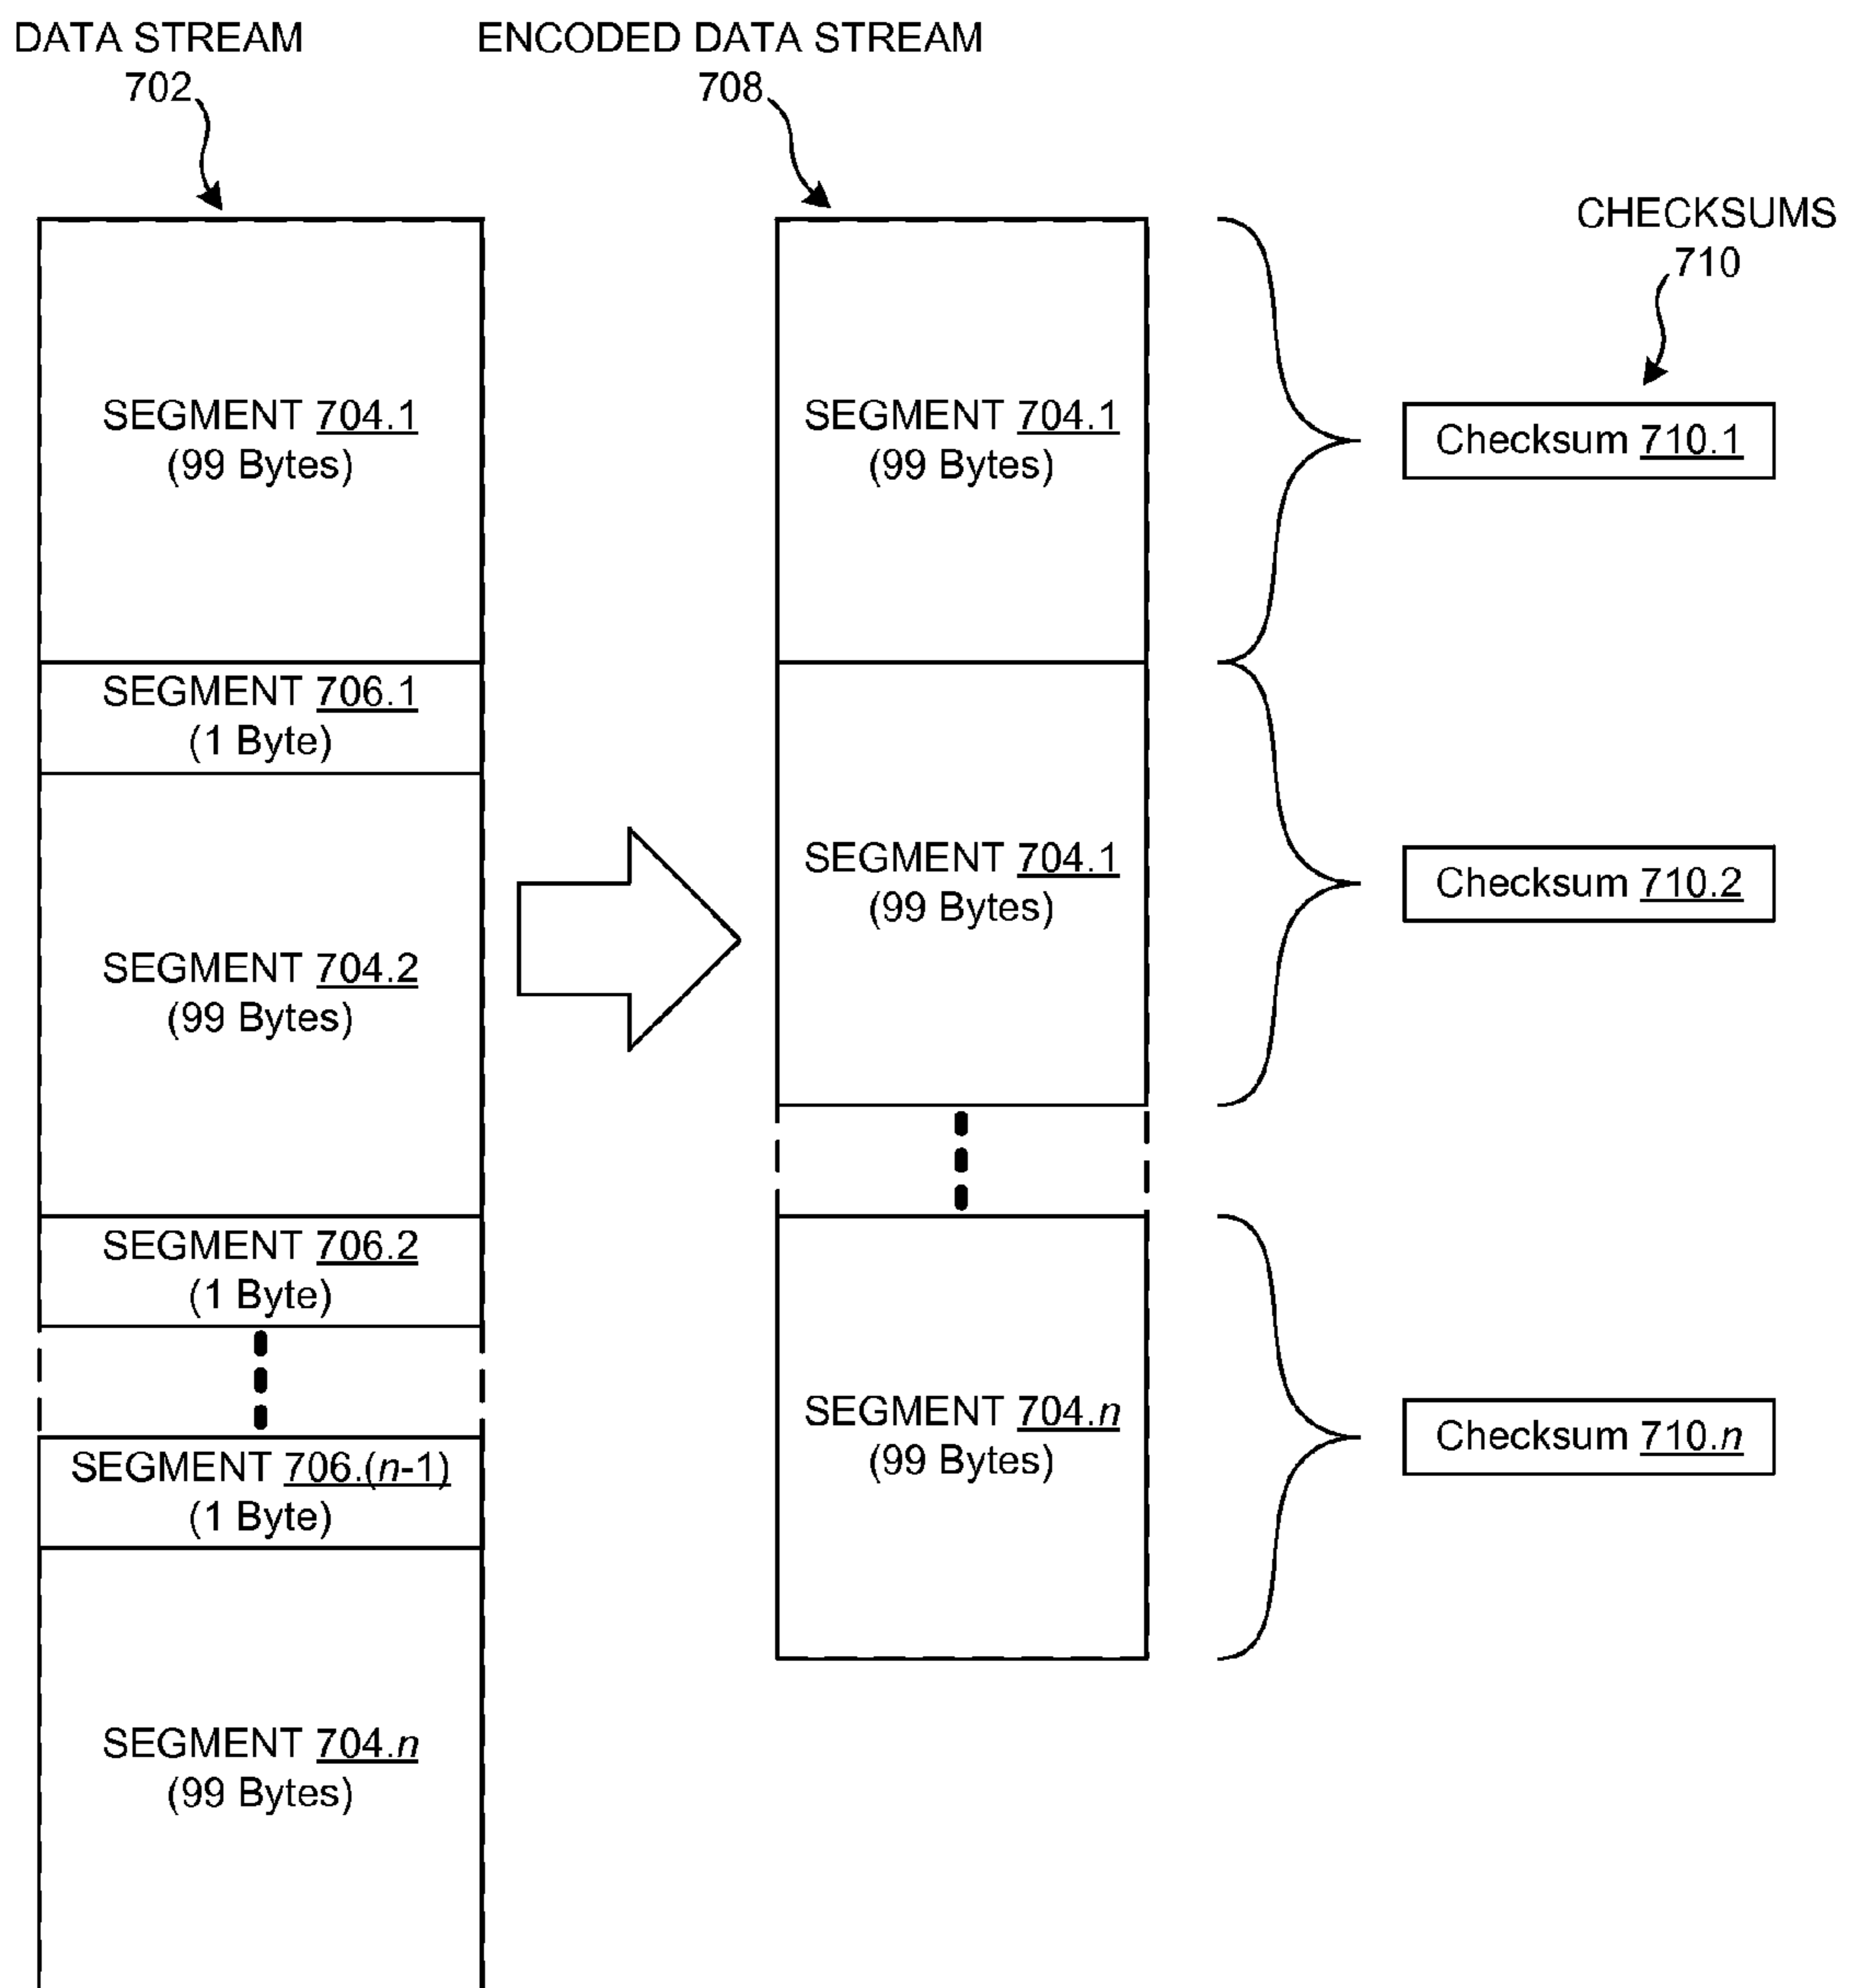 DATA STREAM
702
ENCODED DATA STREAM
708
CHECKSUMS
710
SEGMENT 704.1
(99 Bytes)
SEGMENT 706.1
(1 Byte)
SEGMENT 704.2
(99 Bytes)
SEGMENT 706.2
(1 Byte)
SEGMENT 706.(n-1)
(1 Byte)
SEGMENT 704.n
(99 Bytes)
SEGMENT 704.1
(99 Bytes)
SEGMENT 704.1
(99 Bytes)
SEGMENT 704.n
(99 Bytes)
Checksum 710.1
Checksum 710.2
Checksum 710.n